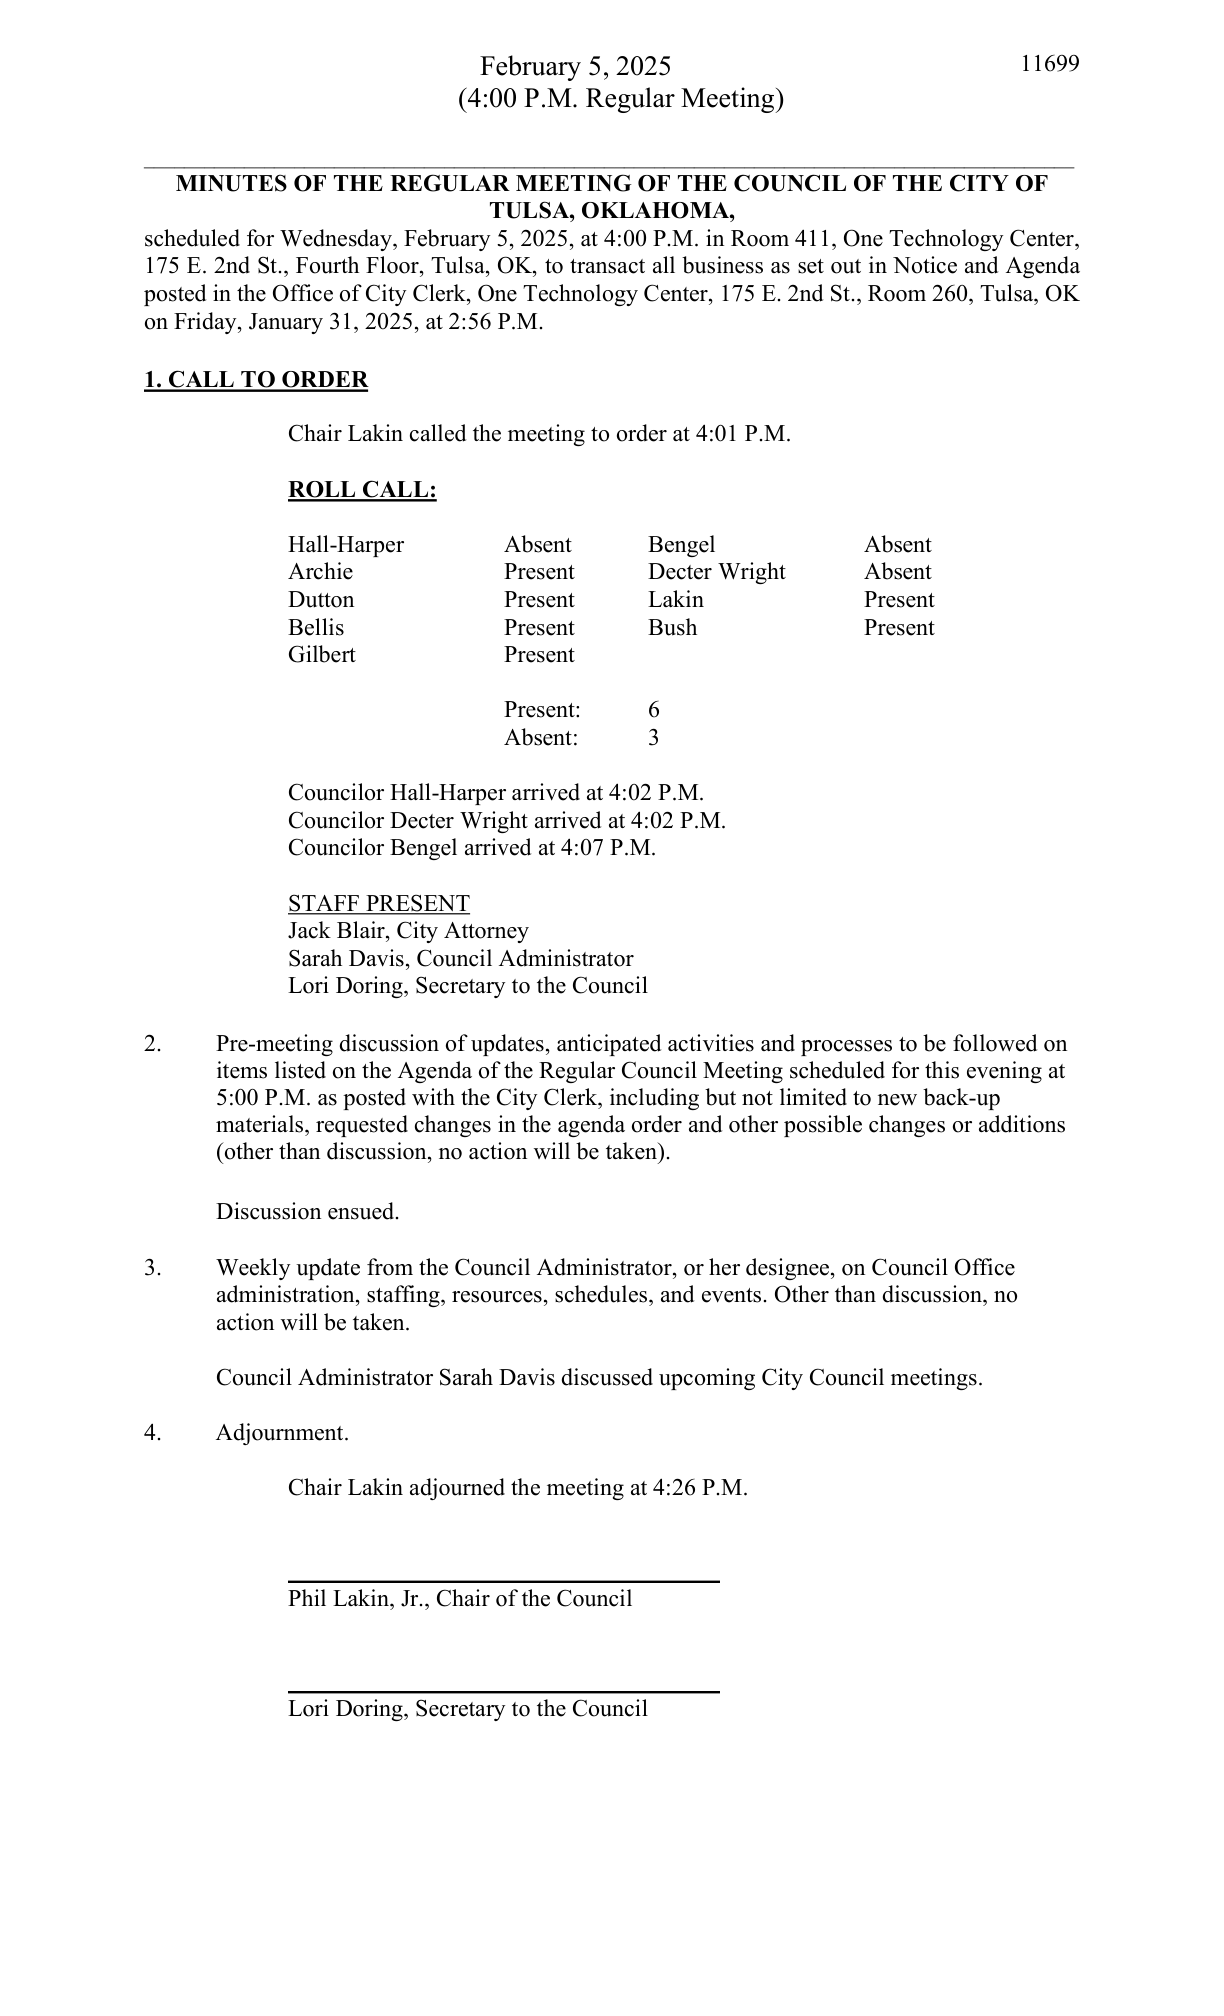 February 5, 2025 11699
(4:00 P.M. Regular Meeting)
MINUTES OF THE REGULAR MEETING OF THE COUNCIL OF THE CITY OF
TULSA, OKLAHOMA,
scheduled for Wednesday, February 5, 2025, at 4:00 P.M. in Room 411, One Technology Center,
175 E. 2nd St., Fourth Floor, Tulsa, OK, to transact all business as set out in Notice and Agenda
posted in the Office of City Clerk, One Technology Center, 175 E. 2nd St., Room 260, Tulsa, OK
on Friday, January 31, 2025, at 2:56 P.M.
1. CALL TO ORDER
Chair Lakin called the meeting to order at 4:01 P.M.
ROLL CALL:
Hall-Harper Absent Bengel Absent
Archie Present Decter Wright Absent
Dutton Present Lakin Present
Bellis Present Bush Present
Gilbert Present
Present: 6
Absent: 3
Councilor Hall-Harper arrived at 4:02 P.M.
Councilor Decter Wright arrived at 4:02 P.M.
Councilor Bengel arrived at 4:07 P.M.
STAFF PRESENT
Jack Blair, City Attorney
Sarah Davis, Council Administrator
Lori Doring, Secretary to the Council
2. Pre-meeting discussion of updates, anticipated activities and processes to be followed on
items listed on the Agenda of the Regular Council Meeting scheduled for this evening at
5:00 P.M. as posted with the City Clerk, including but not limited to new back-up
materials, requested changes in the agenda order and other possible changes or additions
(other than discussion, no action will be taken).
Discussion ensued.
3. Weekly update from the Council Administrator, or her designee, on Council Office
administration, staffing, resources, schedules, and events. Other than discussion, no
action will be taken.
Council Administrator Sarah Davis discussed upcoming City Council meetings.
4. Adjournment.
Chair Lakin adjourned the meeting at 4:26 P.M.
Phil Lakin, Jr., Chair of the Council
Lori Doring, Secretary to the Council